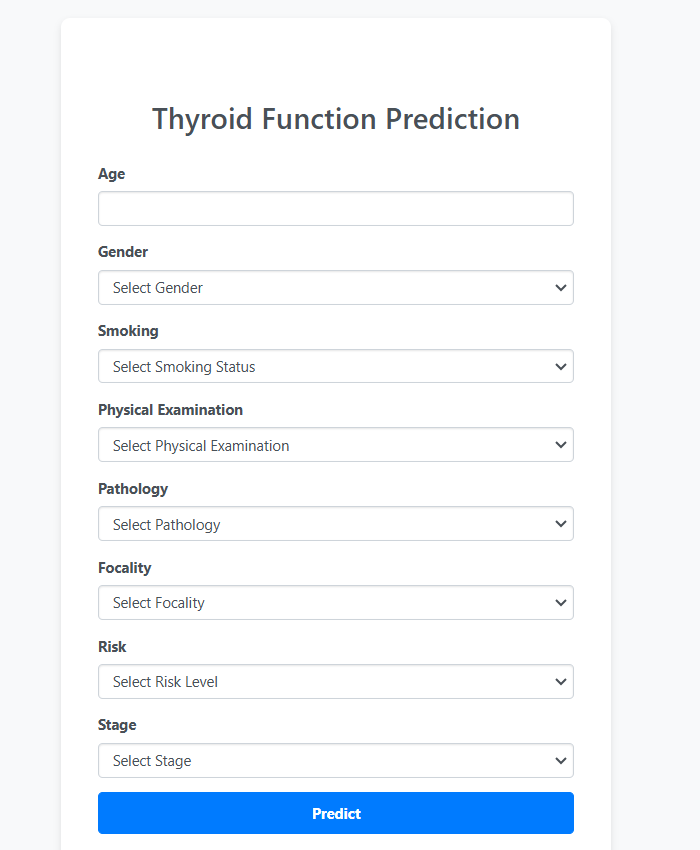 Thyroid Function Prediction
Age
Gender
Select Gender
Smoking
Select Smoking Status
Physical Examination
Select Physical Examination
Pathology
Select Pathology
Focality
Select Focality
Risk
Select Risk Level
Stage
Select Stage
Predict